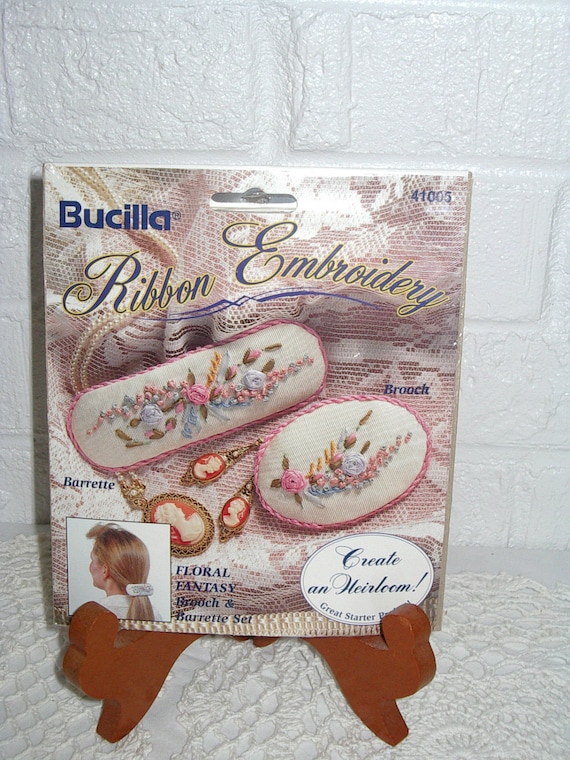 Bucilla®
41005
Ribbon Embroidery
Brooch
Barrette
FLORAL
FANTASY
Brooch &
Barrette Set
Create
an Heirloom!
Great Starter